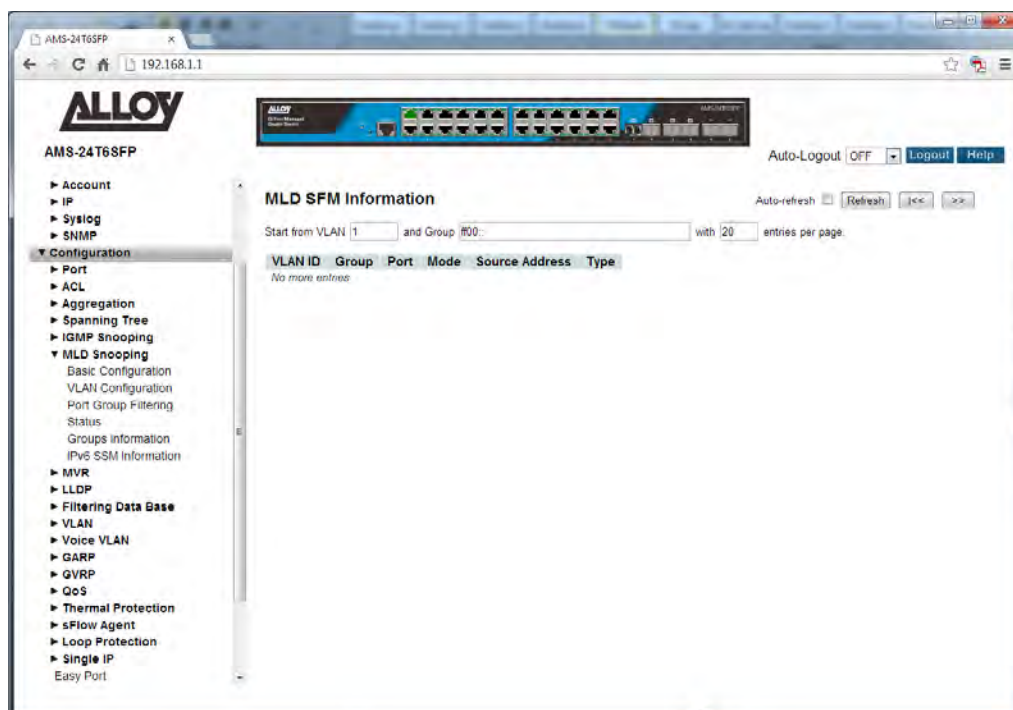 AMS-24T6SFP
192.168.1.1
ALLOY
ALLOY
AMS-24T6SFP
Auto-Logout OFF Logout Help
Account
IP
Syslog
SNMP
Configuration
Port
ACL
Aggregation
Spanning Tree
IGMP Snooping
MLD Snooping
Basic Configuration
VLAN Configuration
Port Group Filtering
Status
Groups Information
IPv6 SSM Information
MVR
LLDP
Filtering Data Base
VLAN
Voice VLAN
GARP
GVRP
QoS
Thermal Protection
sFlow Agent
Loop Protection
Single IP
Easy Port
MLD SFM Information
Auto-refresh Refresh |<< >>
Start from VLAN 1 and Group ff00:: with 20 entries per page.
VLAN ID Group Port Mode Source Address Type
No more entries